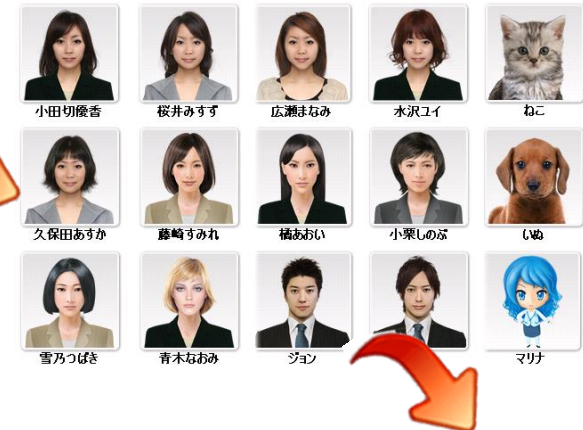 小田切優香
桜井みすず
広瀬まなみ
水沢ユイ
ねこ
久保田あすか
藤崎すみれ
橘あおい
小栗しのぶ
いぬ
雪乃つばき
青木なおみ
ジョン
マリナ